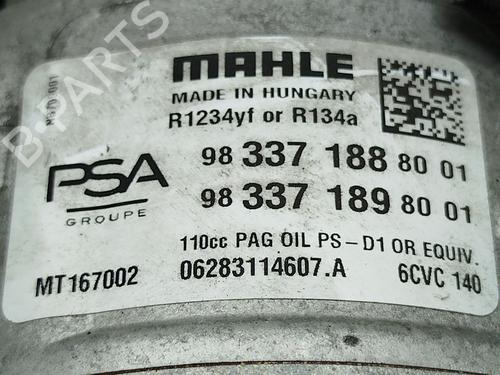 MAHLE
MADE IN HUNGARY
R1234yf or R134a
98 337 188 80 01
98 337 189 80 01
PSA
GROUPE
110cc PAG OIL PS-D1 OR EQUIV.
MT167002 06283114607.A 6CVC 140
B-PARTS